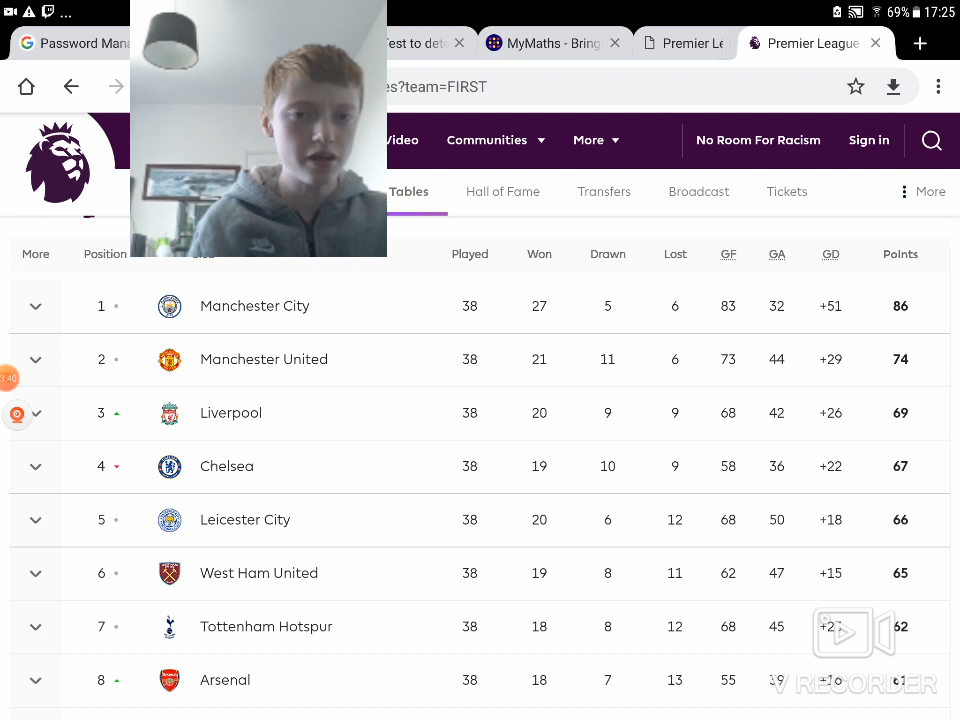 ... 69% 17:25
Password Mana
Test to det
MyMaths - Bring
Premier Le
Premier League
es?team=FIRST
Video Communities More No Room For Racism Sign in
Tables Hall of Fame Transfers Broadcast Tickets More
More Position Played Won Drawn Lost GF GA GD Points
1 Manchester City 38 27 5 6 83 32 +51 86
2 Manchester United 38 21 11 6 73 44 +29 74
3:40
3 Liverpool 38 20 9 9 68 42 +26 69
4 Chelsea 38 19 10 9 58 36 +22 67
5 Leicester City 38 20 6 12 68 50 +18 66
6 West Ham United 38 19 8 11 62 47 +15 65
7 Tottenham Hotspur 38 18 8 12 68 45 62
8 Arsenal 38 18 7 13 55 39 +16 61
V RECORDER